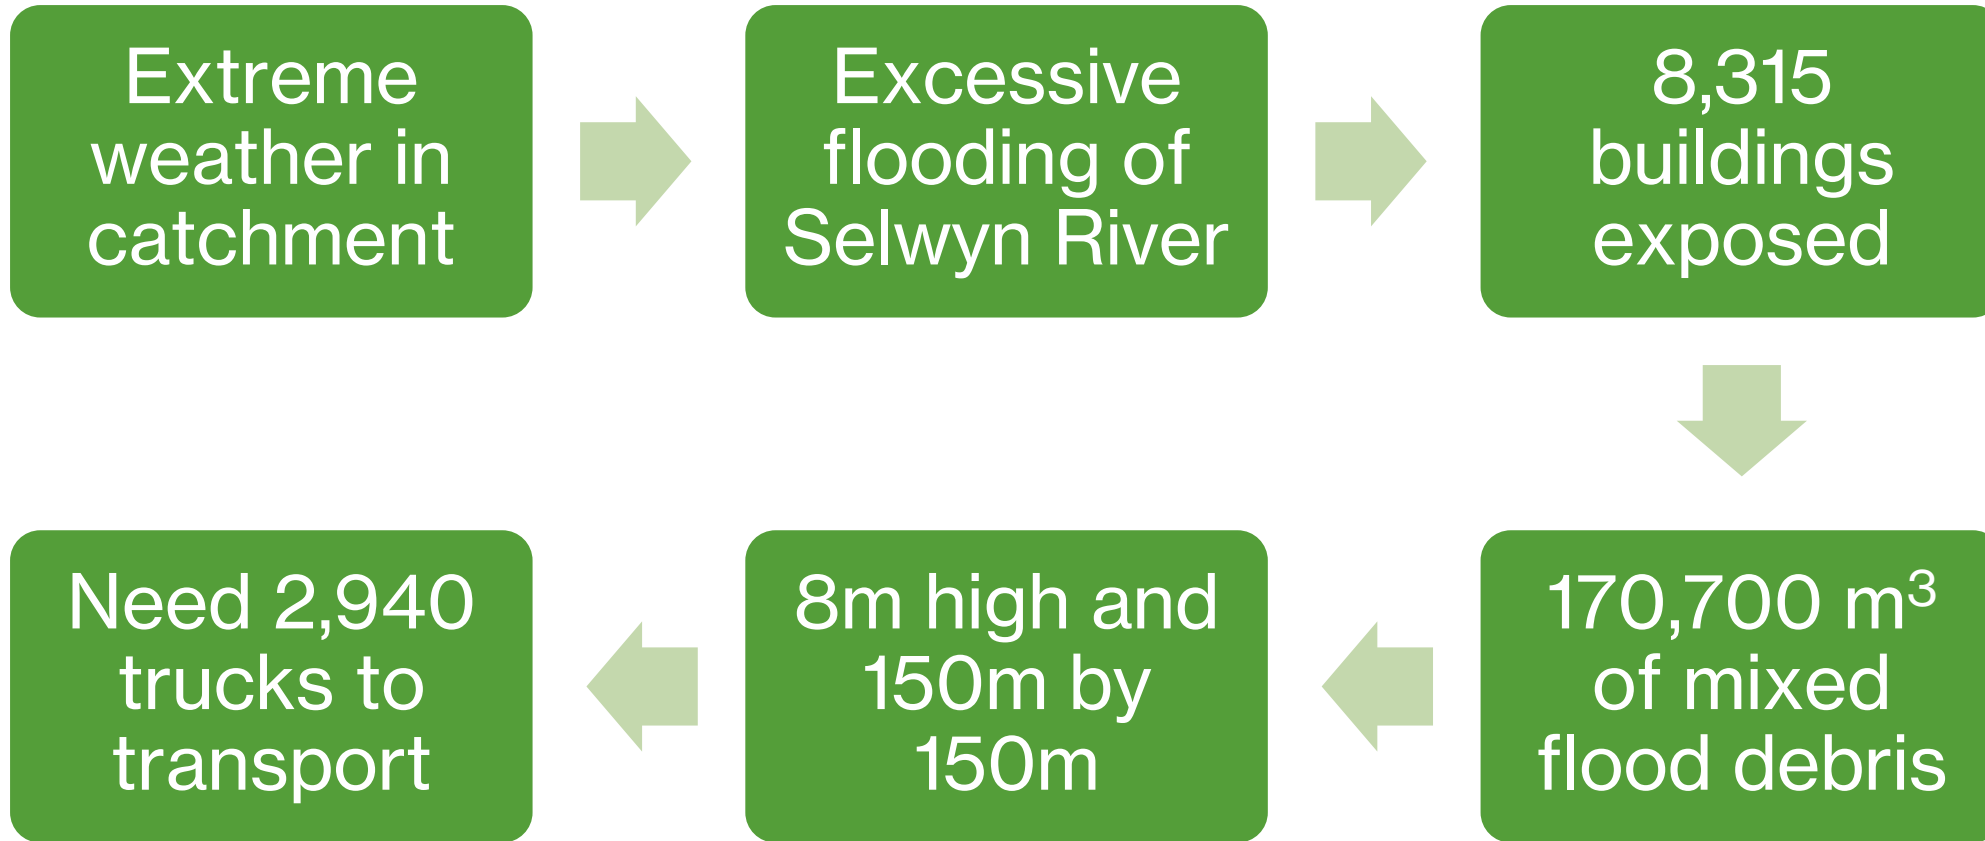 Extreme
weather in
catchment
Excessive
flooding of
Selwyn River
8,315
buildings
exposed
170,700 m³
of mixed
flood debris
8m high and
150m by
150m
Need 2,940
trucks to
transport